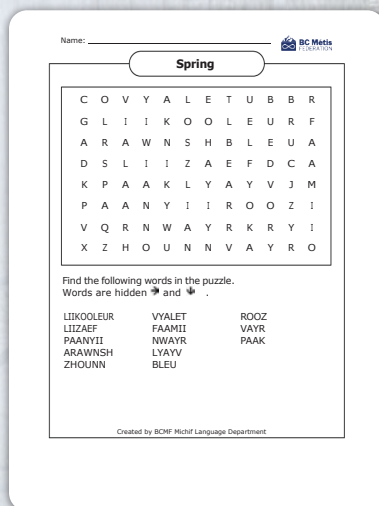 Name:
BC Métis
FEDERATION
Spring
C O V Y A L E T U B B R
G L I I K O O L E U R F
A R A W N S H B L E U A
D S L I I Z A E F D C A
K P A A K L Y A Y V J M
P A A N Y I I R O O Z I
V Q R N W A Y R K R Y I
X Z H O U N N V A Y R O
Find the following words in the puzzle.
Words are hidden and .
LIIKOOLEUR VYALET ROOZ
LIIZAEF FAAMII VAYR
PAANYII NWAYR PAAK
ARAWNSH LYAYV
ZHOUNN BLEU
Created by BCMF Michif Language Department